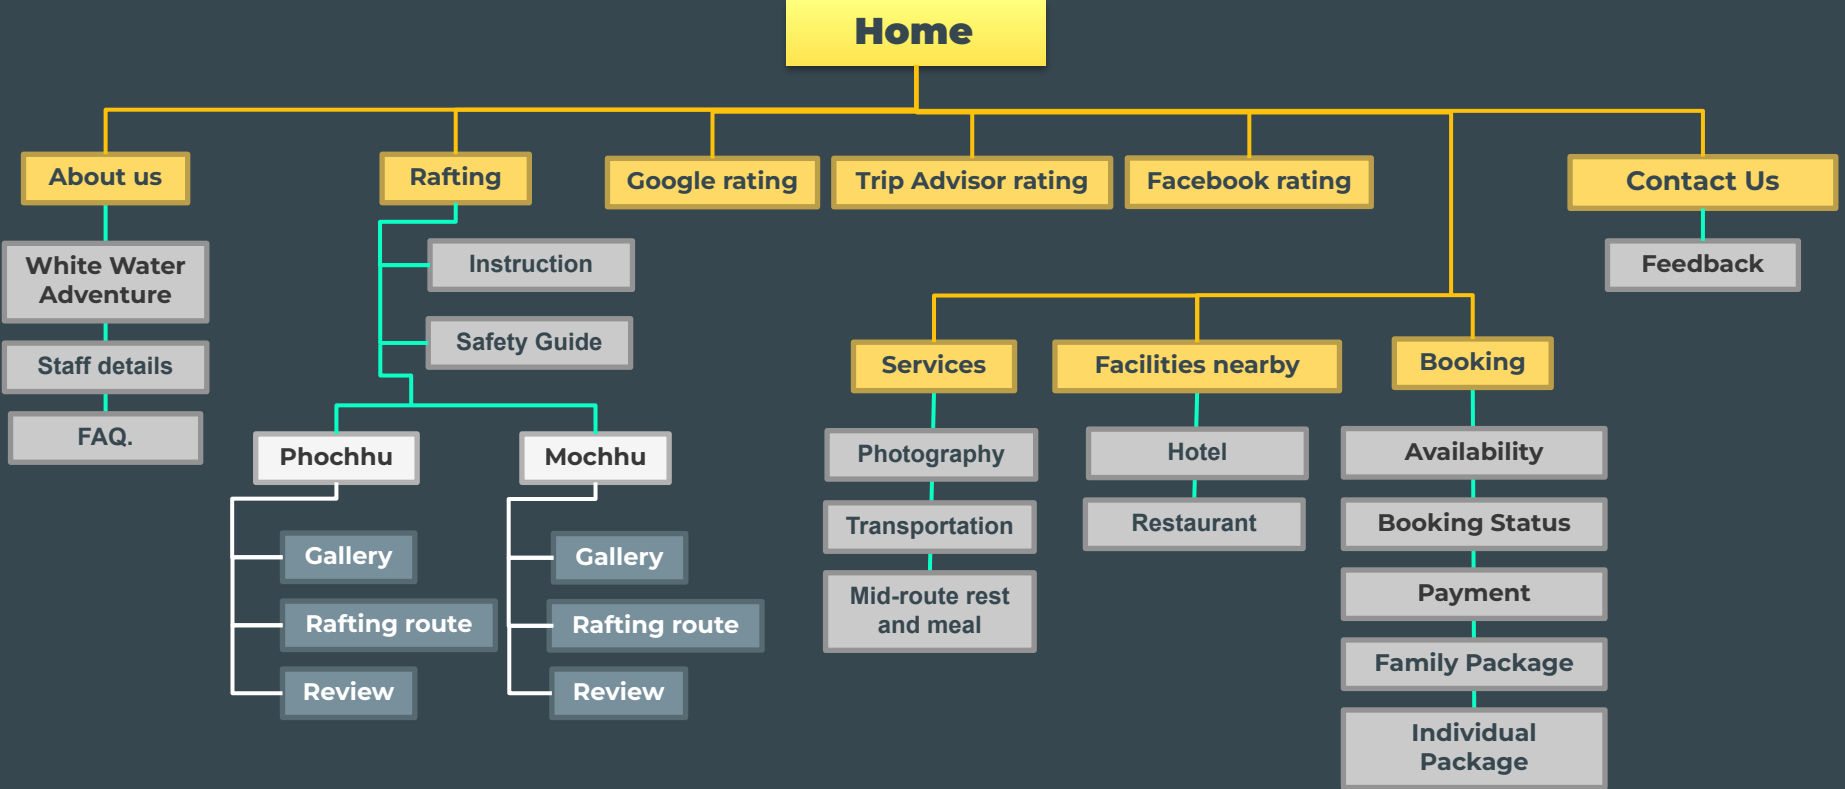 Home
About us
Rafting
Google rating
Trip Advisor rating
Facebook rating
Contact Us
White Water
Adventure
Staff details
FAQ.
Instruction
Safety Guide
Phochhu
Mochhu
Gallery
Rafting route
Review
Gallery
Rafting route
Review
Feedback
Services
Facilities nearby
Booking
Photography
Transportation
Mid-route rest
and meal
Hotel
Restaurant
Availability
Booking Status
Payment
Family Package
Individual
Package